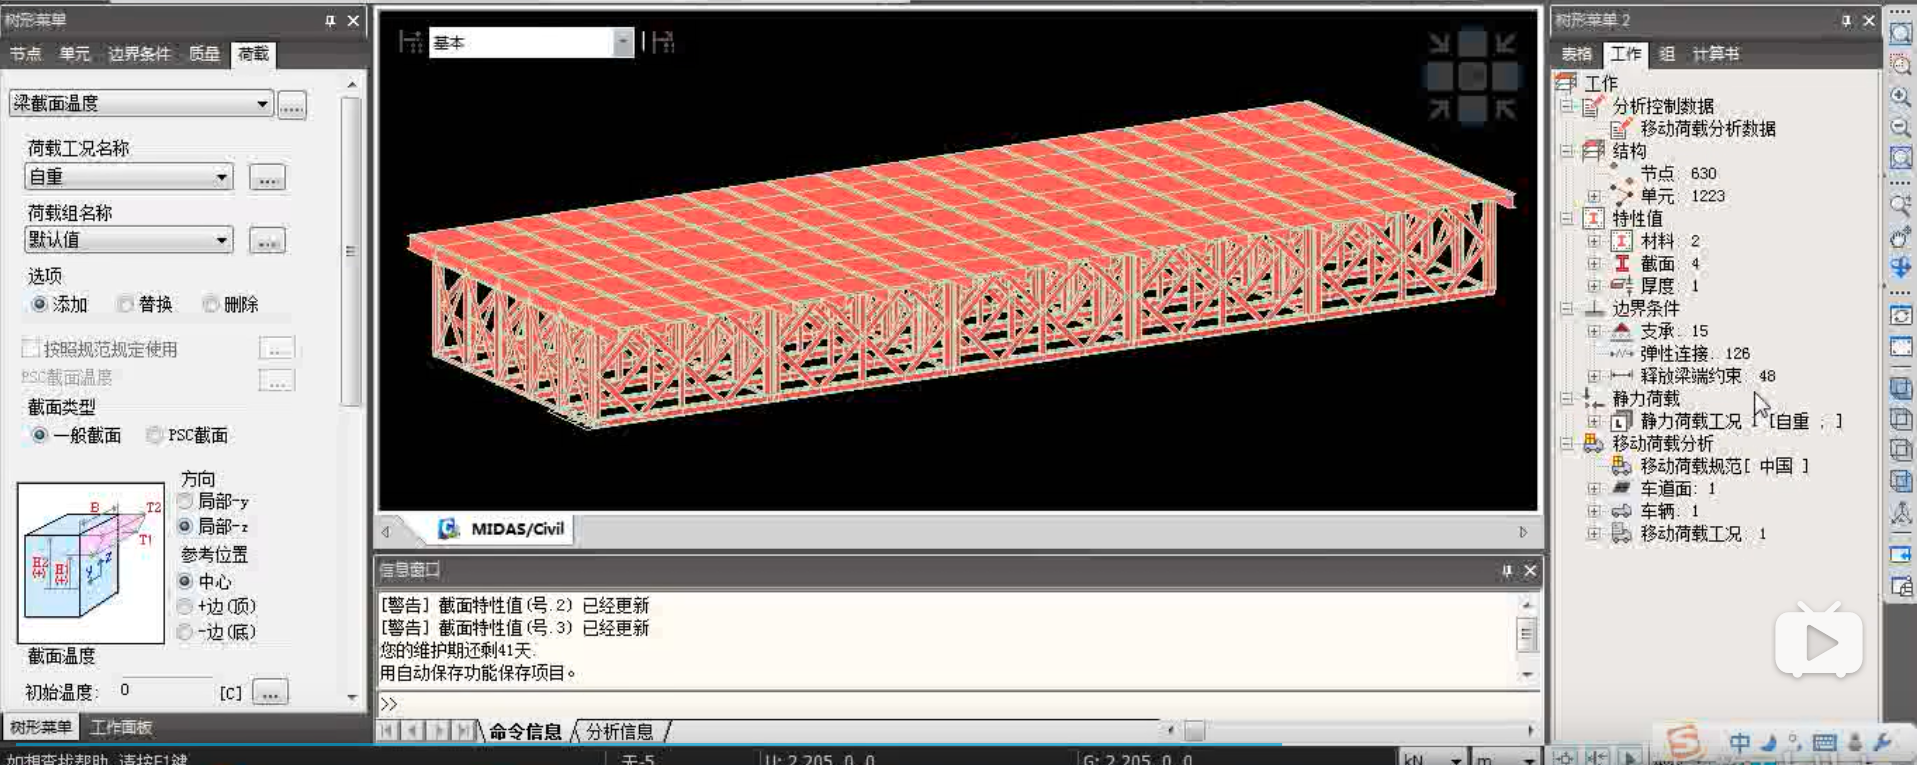 树形菜单
节点 单元 边界条件 质量 荷载
梁截面温度
荷载工况名称
自重
荷载组名称
默认值
选项
添加 替换 删除
按照规范规定使用
PSC截面温度
截面类型
一般截面 PSC截面
方向
局部-y
局部-z
参考位置
中心
+边(顶)
-边(底)
B T2
T1
H2 H1
y z
截面温度
初始温度: 0 [C]
树形菜单 工作面板
基本
MIDAS/Civil
信息窗口
[警告] 截面特性值(号.2) 已经更新
[警告] 截面特性值(号.3) 已经更新
您的维护期还剩41天.
用自动保存功能保存项目。
>>
命令信息 分析信息
树形菜单 2
表格 工作 组 计算书
工作
分析控制数据
移动荷载分析数据
结构
节点 630
单元 1223
特性值
材料 2
截面 4
厚度 1
边界条件
支承 15
弹性连接 126
释放梁端约束 48
静力荷载
静力荷载工况 1 [自重 ; ]
移动荷载分析
移动荷载规范[ 中国 ]
车道面: 1
车辆: 1
移动荷载工况 1
中
如想查找帮助,请按F1键
无-5
U: 2.205, 0, 0
G: 2.205, 0, 0
kN
m